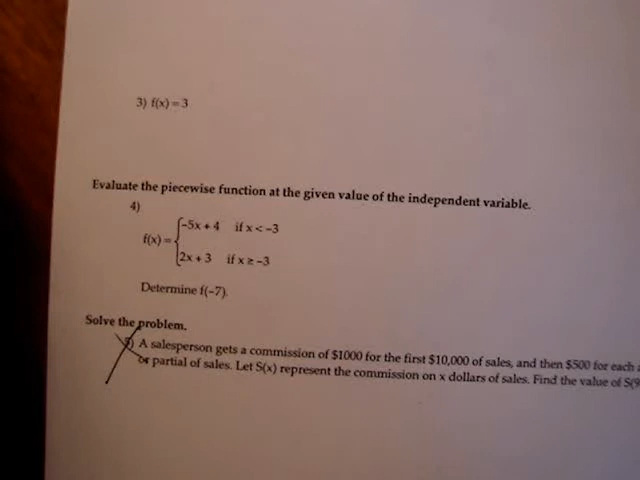 3) f(x) = 3
Evaluate the piecewise function at the given value of the independent variable.
4)
f(x) = { -5x + 4 if x < -3
2x + 3 if x ≥ -3
Determine f(-7).
Solve the problem.
A salesperson gets a commission of $1000 for the first $10,000 of sales, and then $500 for each
or partial of sales. Let S(x) represent the commission on x dollars of sales. Find the value of S(9